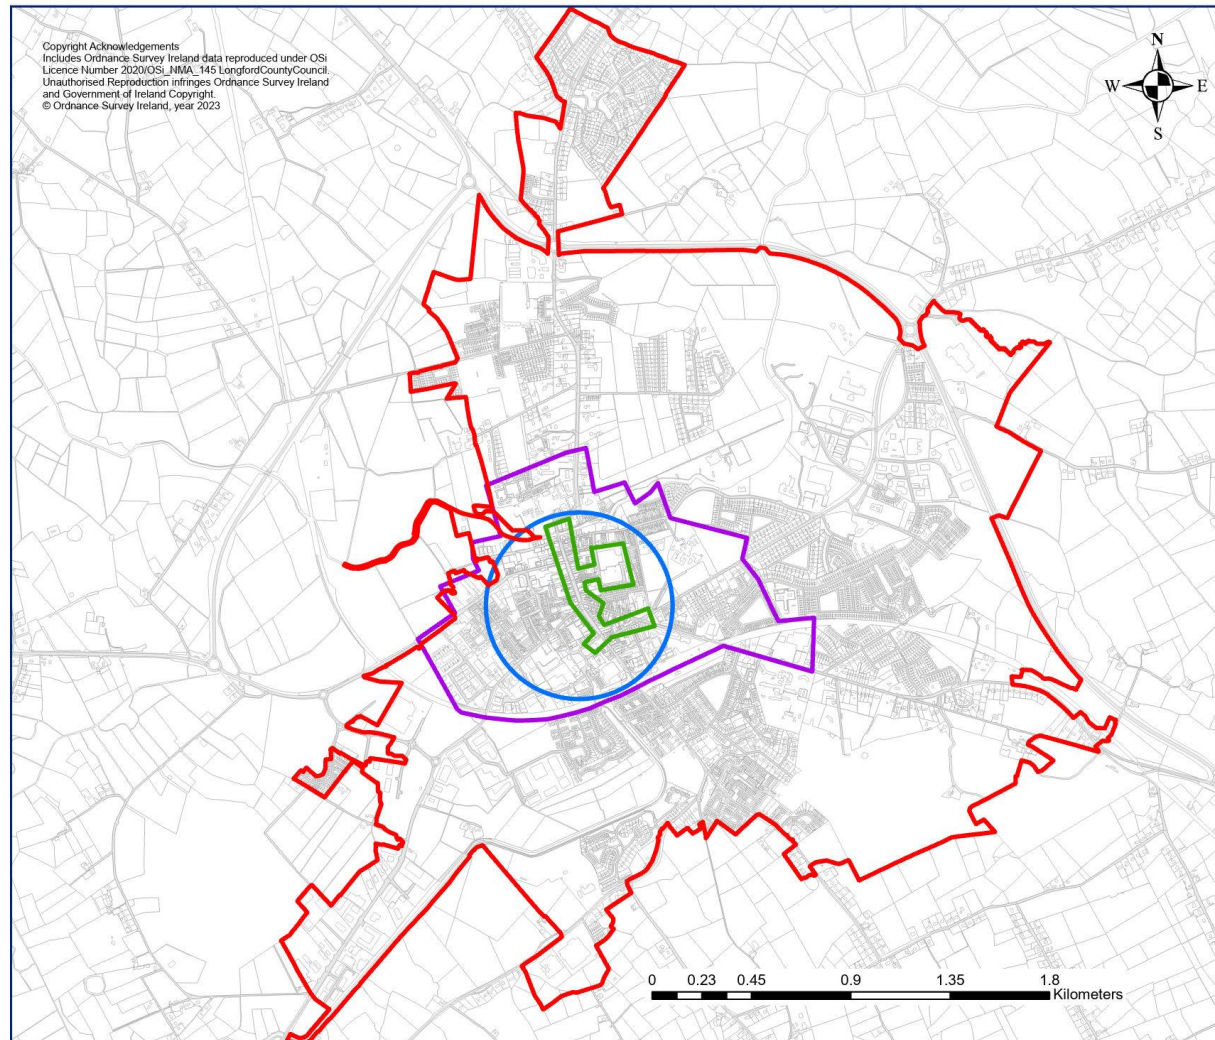 Copyright Acknowledgements
Includes Ordnance Survey Ireland data reproduced under OSi
Licence Number 2020/OSi_NMA_145 LongfordCountyCouncil.
Unauthorised Reproduction infringes Ordnance Survey Ireland
and Government of Ireland Copyright.
© Ordnance Survey Ireland, year 2023
N
W E
S
0 0.23 0.45 0.9 1.35 1.8
Kilometers